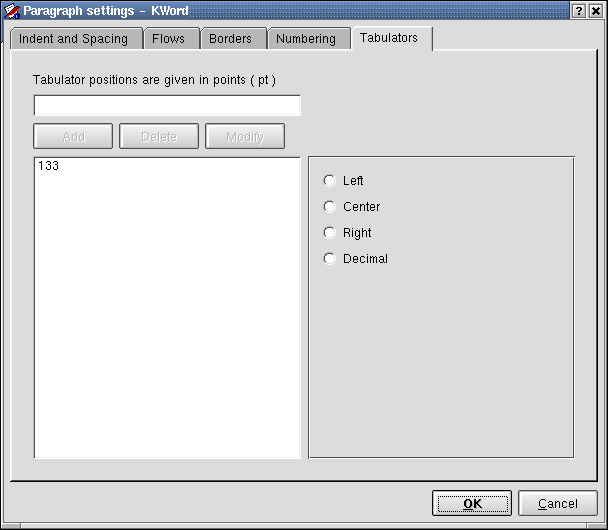 Paragraph settings - KWord
Indent and Spacing Flows Borders Numbering Tabulators
Tabulator positions are given in points ( pt )
Add Delete Modify
133
Left
Center
Right
Decimal
OK Cancel